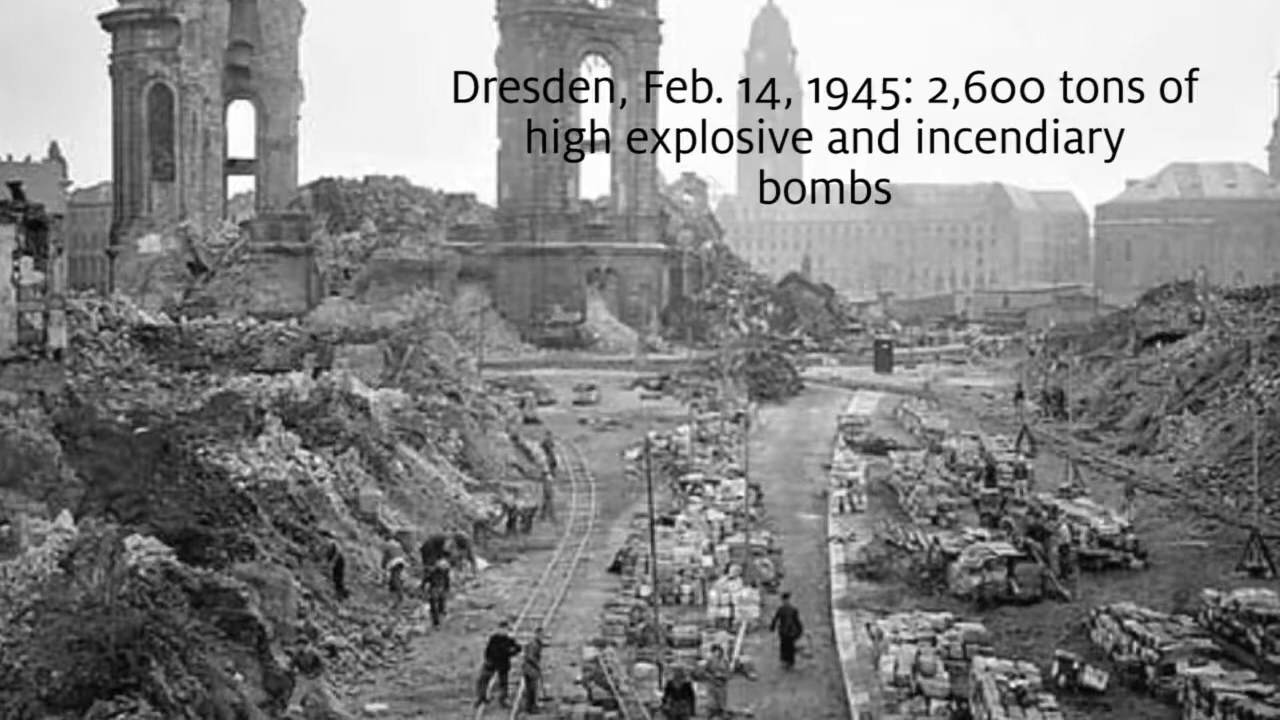 Dresden, Feb. 14, 1945: 2,600 tons of
high explosive and incendiary
bombs